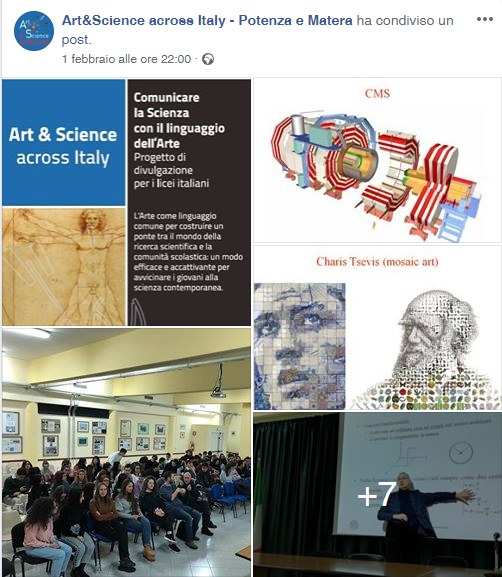 Art&Science across Italy - Potenza e Matera ha condiviso un
post.
1 febbraio alle ore 22:00 ·
Art & Science
across Italy
Comunicare
la Scienza
con il linguaggio
dell'Arte
Progetto di
divulgazione
per i licei italiani
L'Arte come linguaggio
comune per costruire un
ponte tra il mondo della
ricerca scientifica e la
comunità scolastica: un modo
efficace e accattivante per
avvicinare i giovani alla
scienza contemporanea.
CMS
Charis Tsevis (mosaic art)
+7